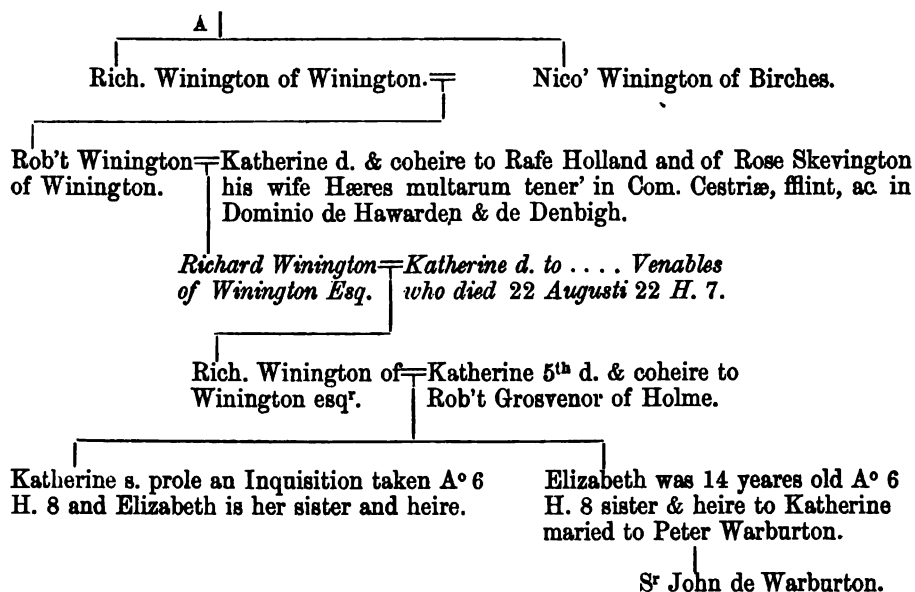 A
Rich. Winington of Winington.
Nico' Winington of Birches.
Rob't Winington
of Winington.
Katherine d. & coheire to Rafe Holland and of Rose Skevington
his wife Hæres multarum tener' in Com. Cestriæ, fflint, ac in
Dominio de Hawarden & de Denbigh.
Richard Winington
of Winington Esq.
Katherine d. to . . . . Venables
who died 22 Augusti 22 H. 7.
Rich. Winington of
Winington esqʳ.
Katherine 5ᵗʰ d. & coheire to
Rob't Grosvenor of Holme.
Katherine s. prole an Inquisition taken Aº 6
H. 8 and Elizabeth is her sister and heire.
Elizabeth was 14 yeares old Aº 6
H. 8 sister & heire to Katherine
maried to Peter Warburton.
Sʳ John de Warburton.